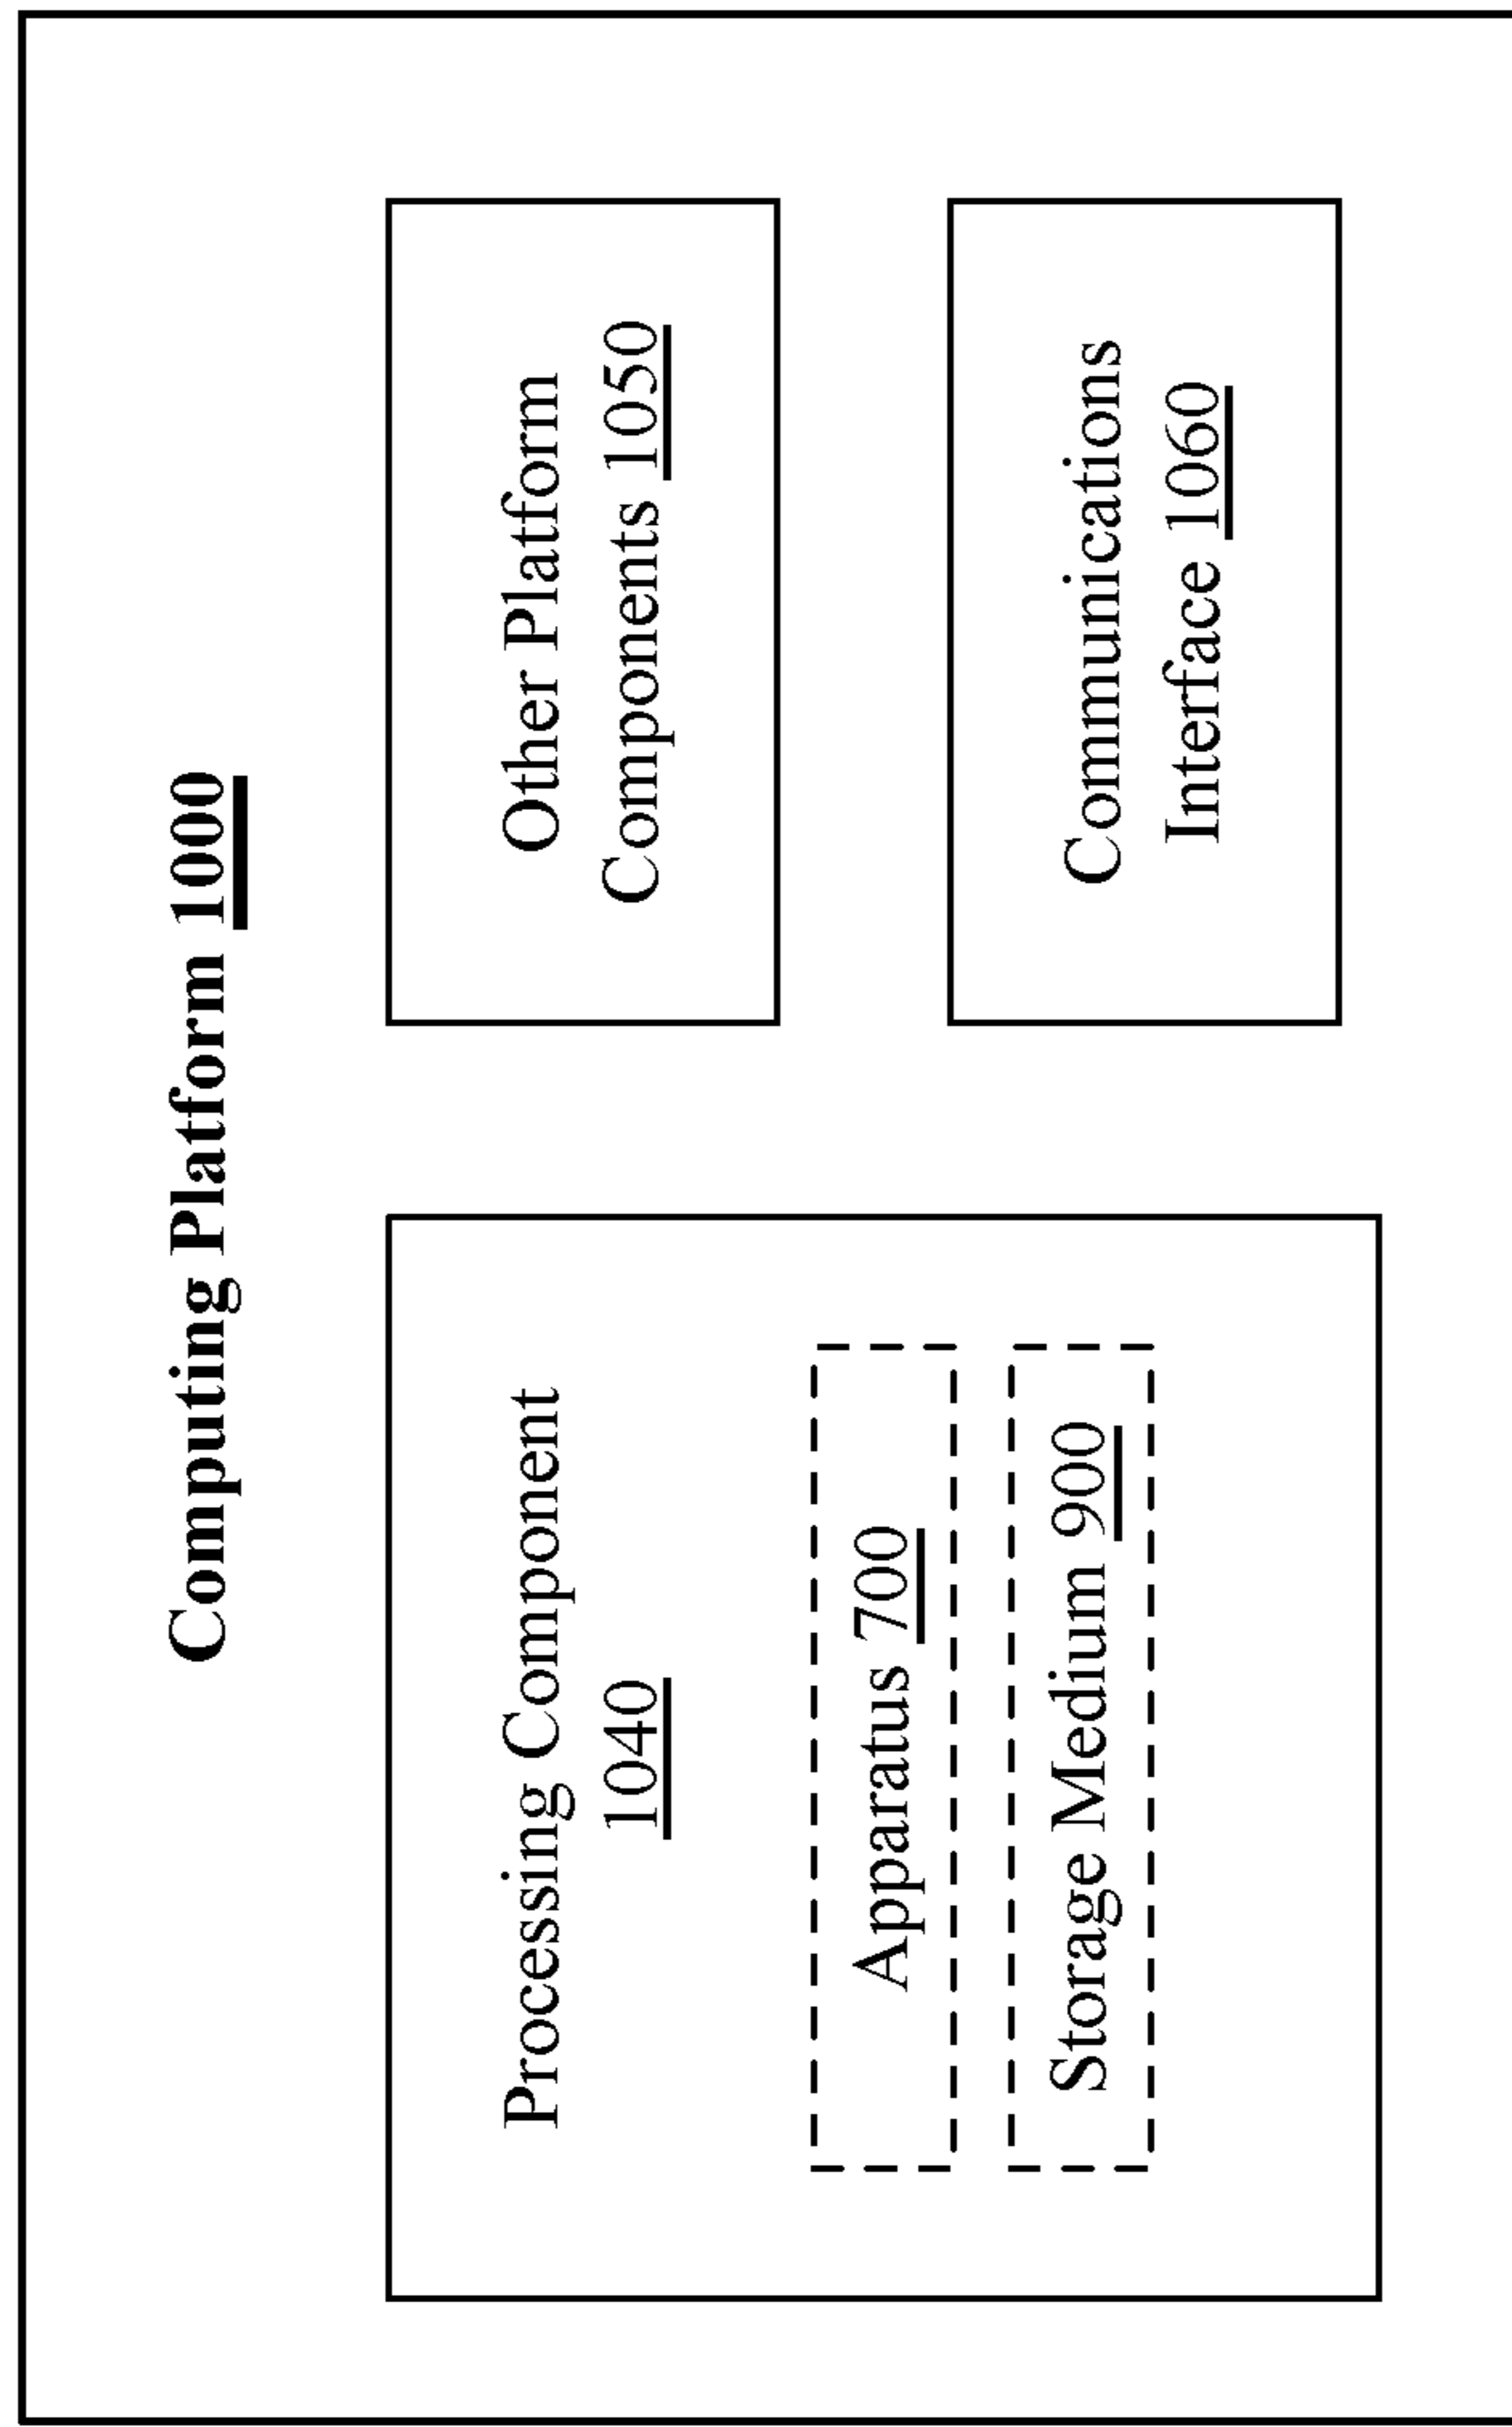 Computing Platform 1000
Processing Component
1040
Apparatus 700
Storage Medium 900
Other Platform
Components 1050
Communications
Interface 1060